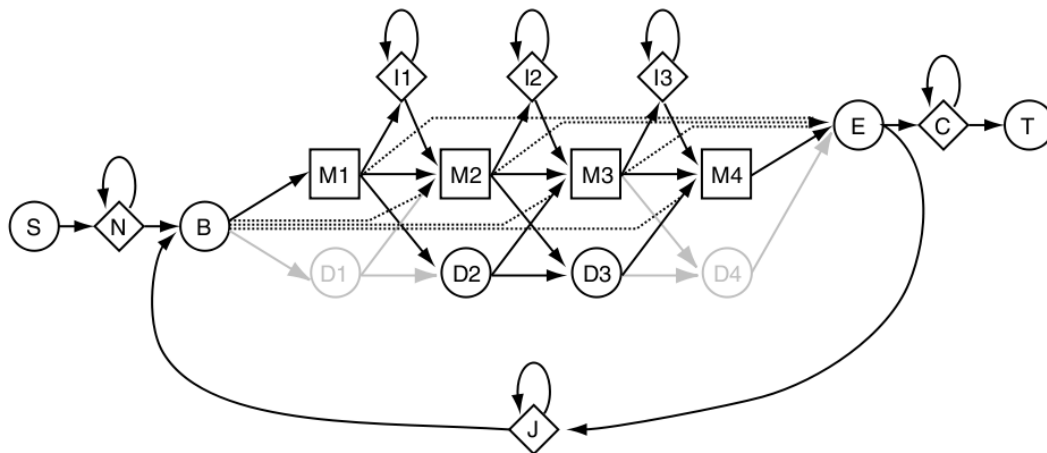 I1 I2 I3
E C T
M1 M2 M3 M4
S N B
D1 D2 D3 D4
J